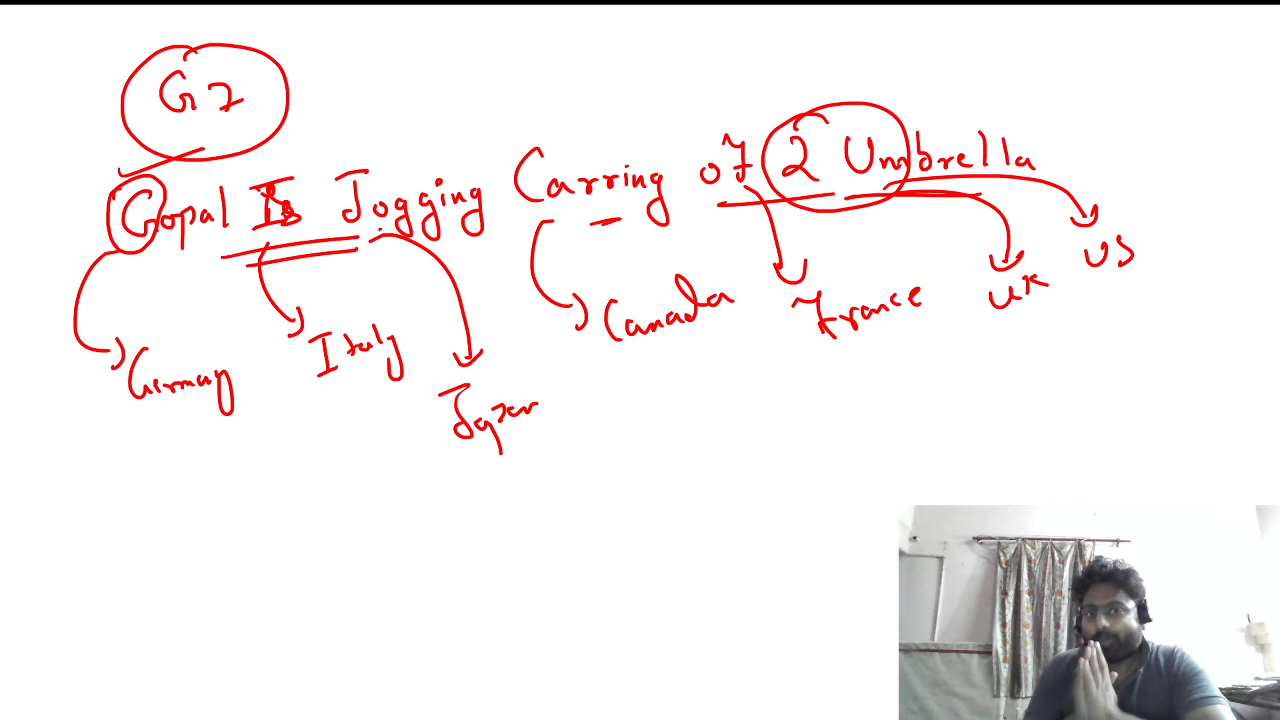 G7
Gopal Is Jogging Carring of 2 Umbrella
Germany Italy Japan Canada France UK US